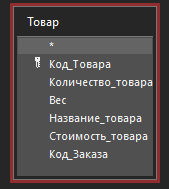 Товар
*
Код_Товара
Количество_товара
Вес
Название_товара
Стоимость_товара
Код_Заказа